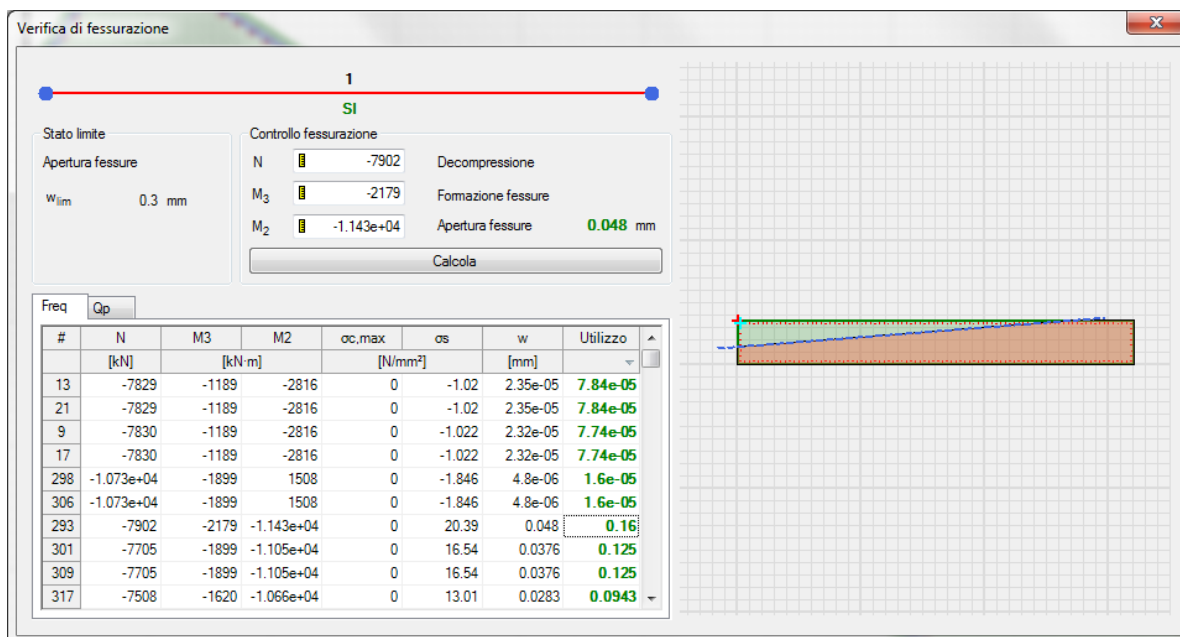 Verifica di fessurazione
x
1
SI
Stato limite
Apertura fessure
wlim 0.3 mm
Controllo fessurazione
N -7902 Decompressione
M3 -2179 Formazione fessure
M2 -1.143e+04 Apertura fessure 0.048 mm
Calcola
Freq Qp
# N M3 M2 σc,max σs w Utilizzo
[kN] [kN·m] [N/mm²] [mm]
13 -7829 -1189 -2816 0 -1.02 2.35e-05 7.84e-05
21 -7829 -1189 -2816 0 -1.02 2.35e-05 7.84e-05
9 -7830 -1189 -2816 0 -1.022 2.32e-05 7.74e-05
17 -7830 -1189 -2816 0 -1.022 2.32e-05 7.74e-05
298 -1.073e+04 -1899 1508 0 -1.846 4.8e-06 1.6e-05
306 -1.073e+04 -1899 1508 0 -1.846 4.8e-06 1.6e-05
293 -7902 -2179 -1.143e+04 0 20.39 0.048 0.16
301 -7705 -1899 -1.105e+04 0 16.54 0.0376 0.125
309 -7705 -1899 -1.105e+04 0 16.54 0.0376 0.125
317 -7508 -1620 -1.066e+04 0 13.01 0.0283 0.0943